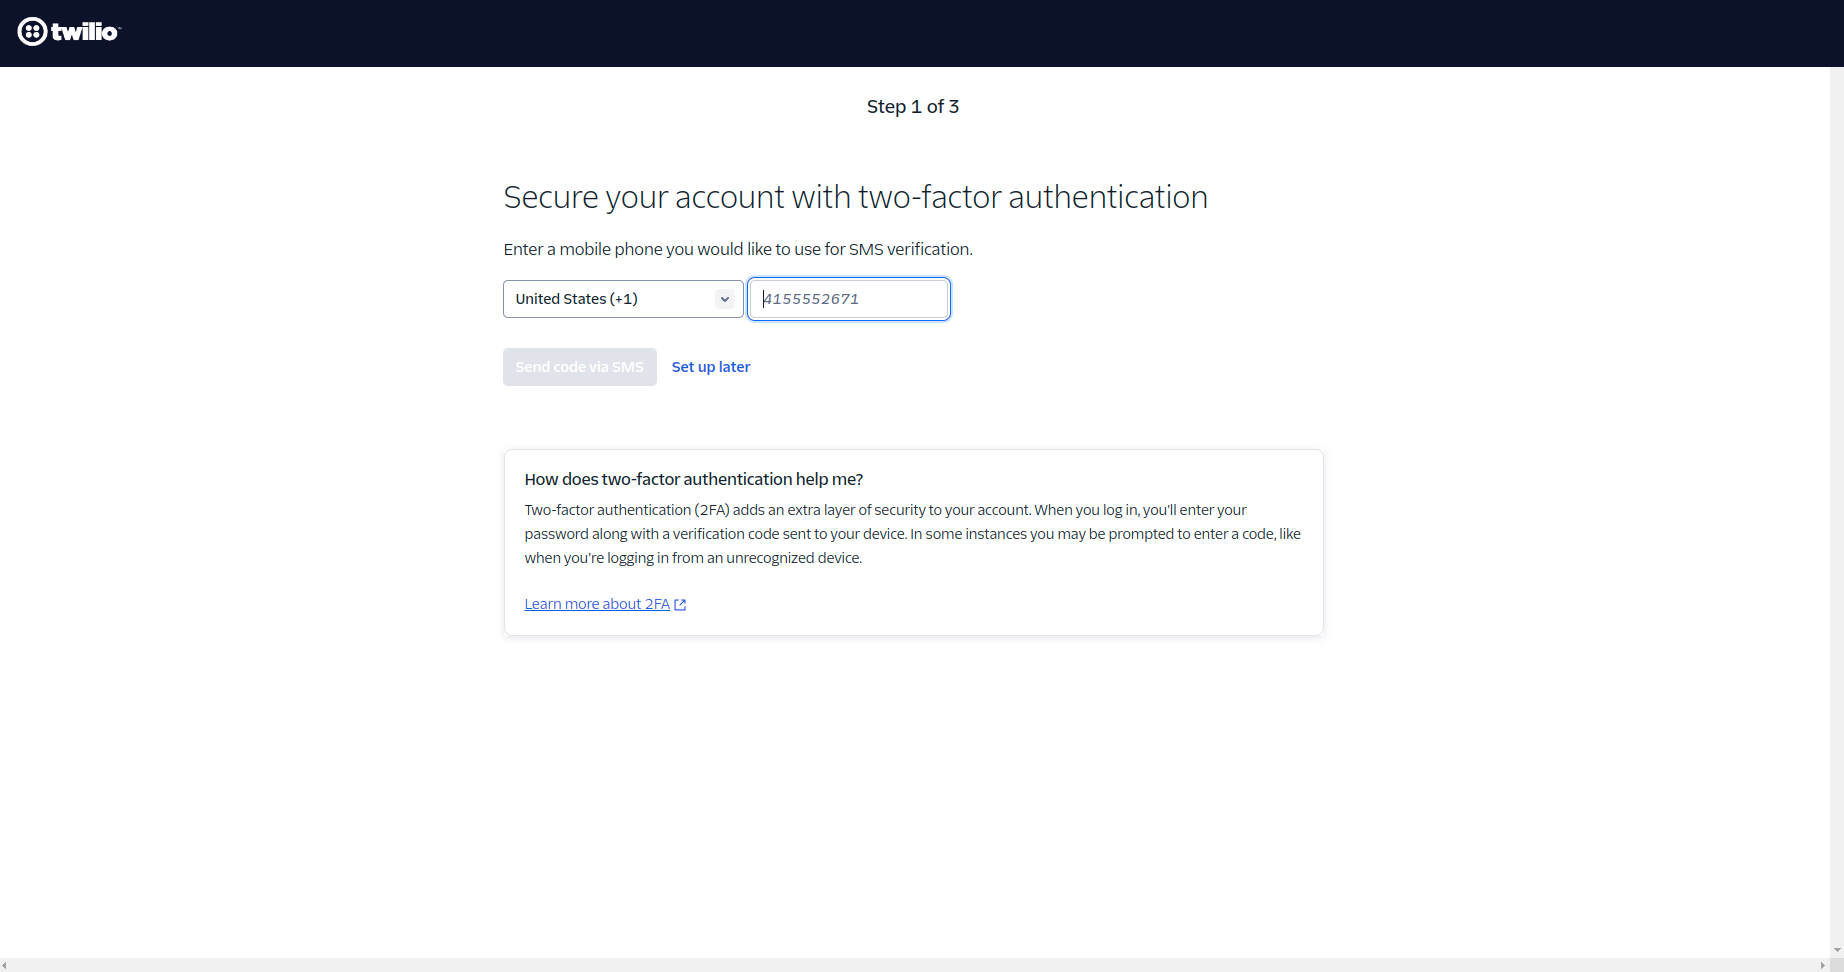 twilio
Step 1 of 3
Secure your account with two-factor authentication
Enter a mobile phone you would like to use for SMS verification.
United States (+1) 4155552671
Send code via SMS Set up later
How does two-factor authentication help me?
Two-factor authentication (2FA) adds an extra layer of security to your account. When you log in, you'll enter your
password along with a verification code sent to your device. In some instances you may be prompted to enter a code, like
when you're logging in from an unrecognized device.
Learn more about 2FA